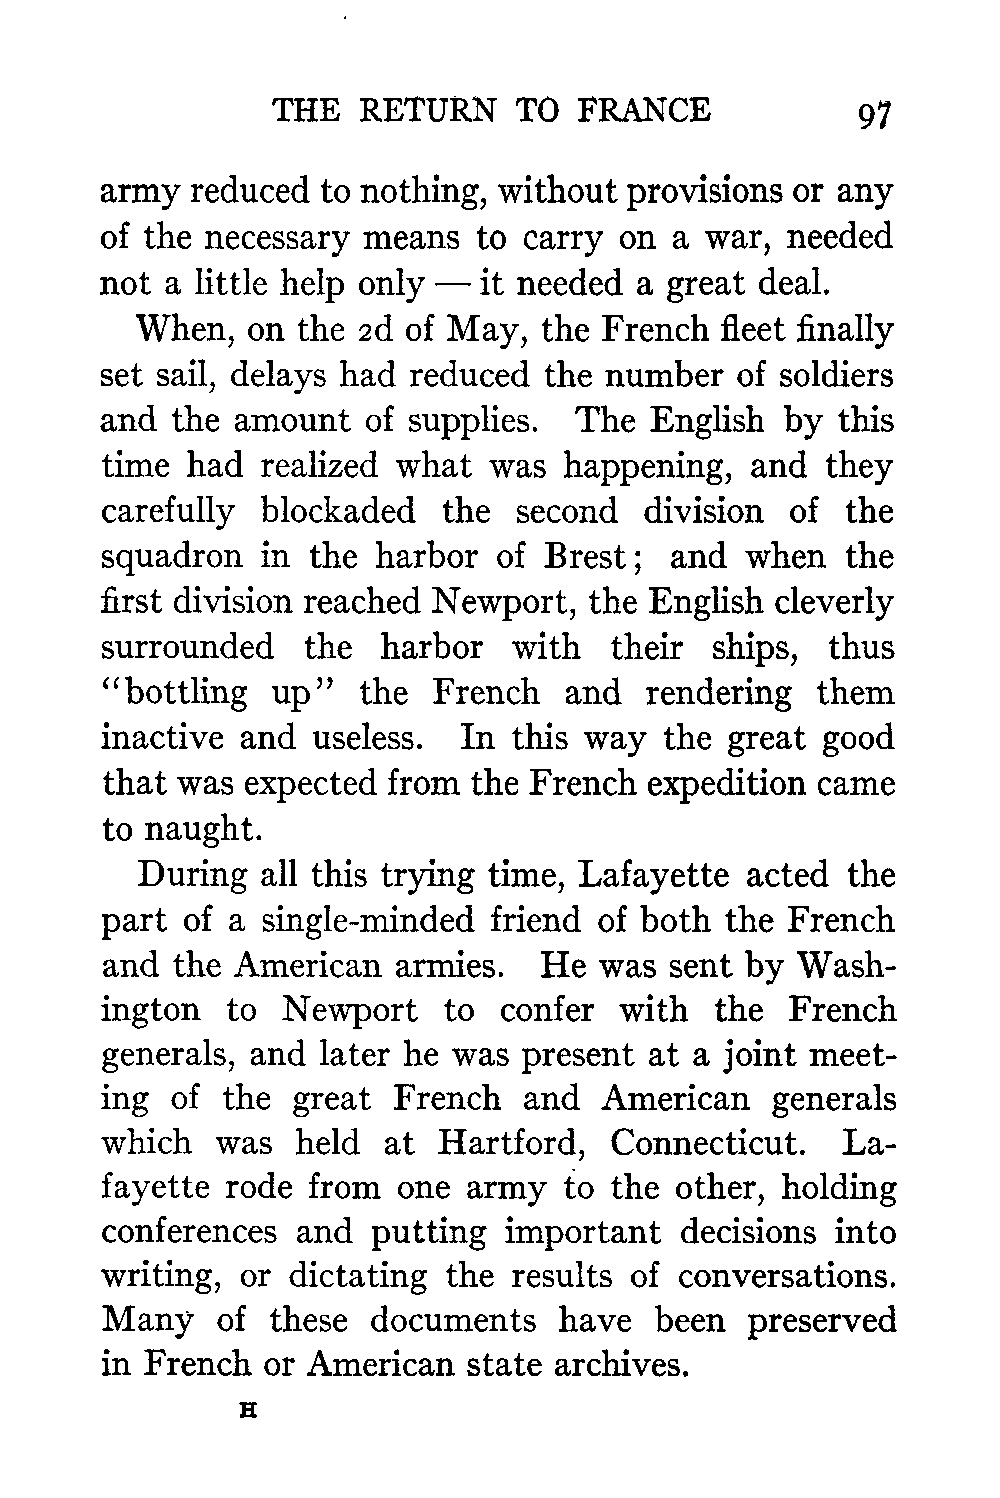 THE RETURN TO FRANCE 97
army reduced to nothing, without provisions or any
of the necessary means to carry on a war, needed
not a little help only — it needed a great deal.
When, on the 2d of May, the French fleet finally
set sail, delays had reduced the number of soldiers
and the amount of supplies. The English by this
time had realized what was happening, and they
carefully blockaded the second division of the
squadron in the harbor of Brest; and when the
first division reached Newport, the English cleverly
surrounded the harbor with their ships, thus
“bottling up” the French and rendering them
inactive and useless. In this way the great good
that was expected from the French expedition came
to naught.
During all this trying time, Lafayette acted the
part of a single-minded friend of both the French
and the American armies. He was sent by Wash-
ington to Newport to confer with the French
generals, and later he was present at a joint meet-
ing of the great French and American generals
which was held at Hartford, Connecticut. La-
fayette rode from one army to the other, holding
conferences and putting important decisions into
writing, or dictating the results of conversations.
Many of these documents have been preserved
in French or American state archives.
H